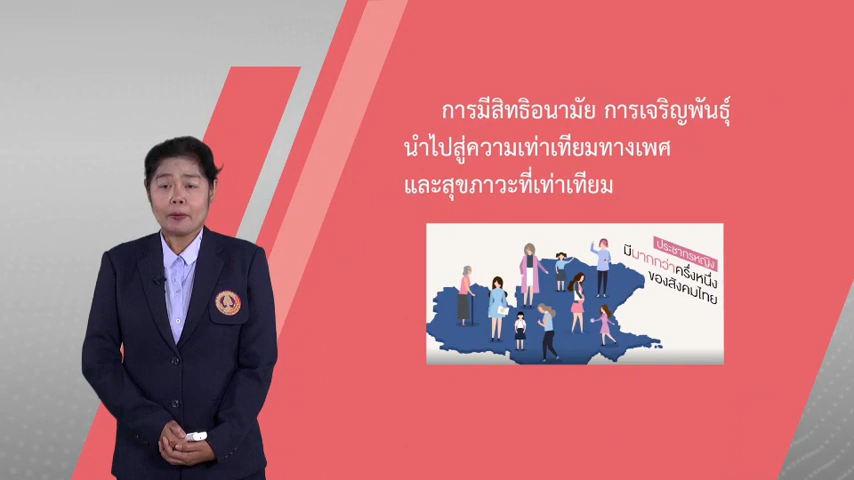 การมีสิทธิอนามัย การเจริญพันธุ์
นำไปสู่ความเท่าเทียมทางเพศ
และสุขภาวะที่เท่าเทียม
ประชากรหญิง
มีมากกว่าครึ่งหนึ่ง
ของสังคมไทย